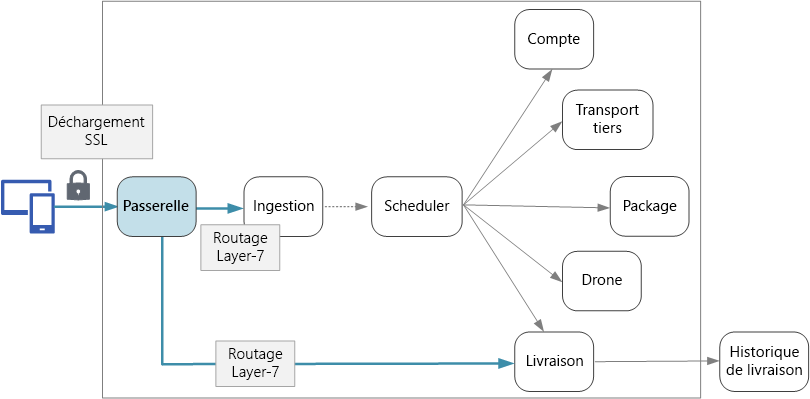 Compte
Transport
tiers
Déchargement
SSL
Passerelle
Ingestion
Scheduler
Package
Routage
Layer-7
Drone
Routage
Layer-7
Livraison
Historique
de livraison